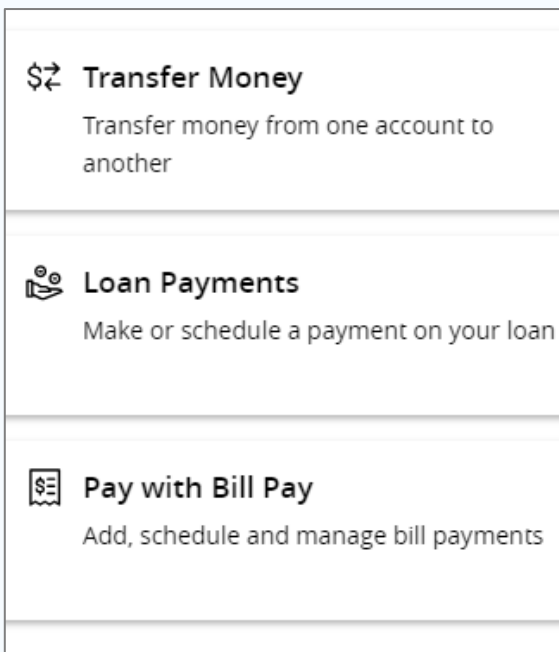 Transfer Money
Transfer money from one account to
another
Loan Payments
Make or schedule a payment on your loan
Pay with Bill Pay
Add, schedule and manage bill payments